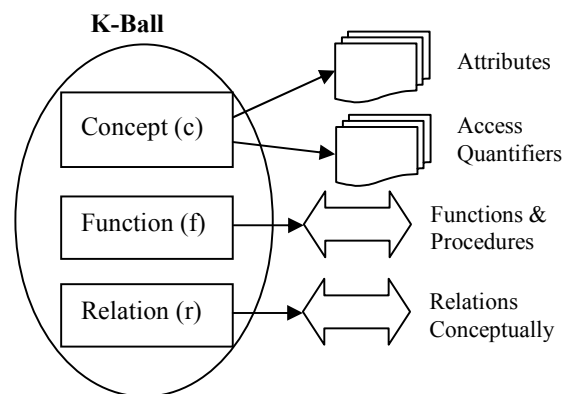 K-Ball
Concept (c)
Attributes
Access
Quantifiers
Function (f)
Functions &
Procedures
Relation (r)
Relations
Conceptually